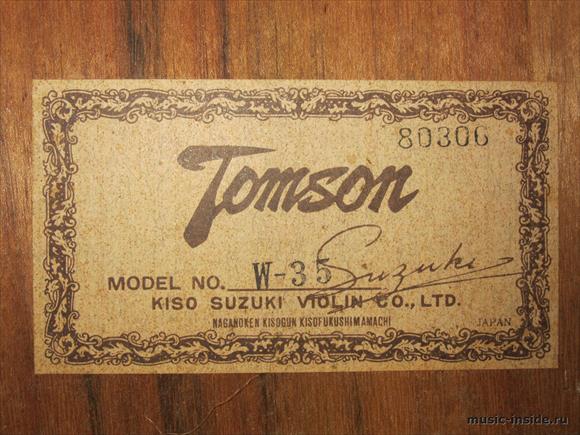 80306
Tomson
MODEL NO. W-35 Suzuki
KISO SUZUKI VIOLIN CO., LTD.
NAGANOKEN KISOGUN KISOFUKUSHIMAMACHI JAPAN
music-inside.ru